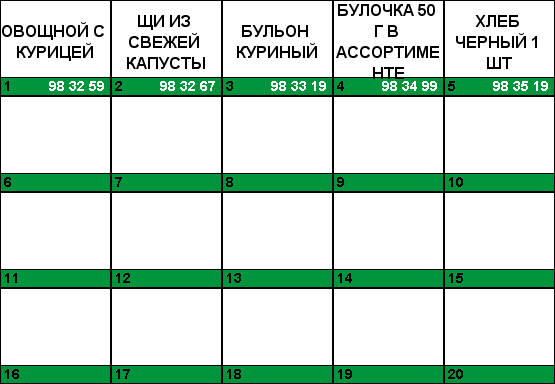 ОВОЩНОЙ С
КУРИЦЕЙ
1 98 32 59
ЩИ ИЗ
СВЕЖЕЙ
КАПУСТЫ
2 98 32 67
БУЛЬОН
КУРИНЫЙ
3 98 33 19
БУЛОЧКА 50
Г В
АССОРТИМЕ
НТЕ
4 98 34 99
ХЛЕБ
ЧЕРНЫЙ 1
ШТ
5 98 35 19
6
7
8
9
10
11
12
13
14
15
16
17
18
19
20